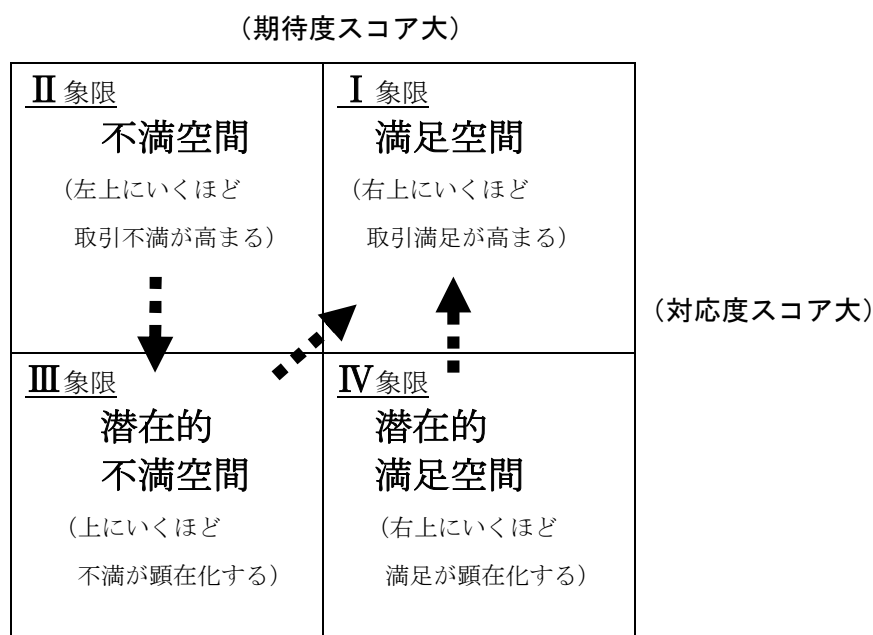 （期待度スコア大）
Ⅱ象限
不満空間
（左上にいくほど
取引不満が高まる）
Ⅰ象限
満足空間
（右上にいくほど
取引満足が高まる）
（対応度スコア大）
Ⅲ象限
潜在的
不満空間
（上にいくほど
不満が顕在化する）
Ⅳ象限
潜在的
満足空間
（右上にいくほど
満足が顕在化する）